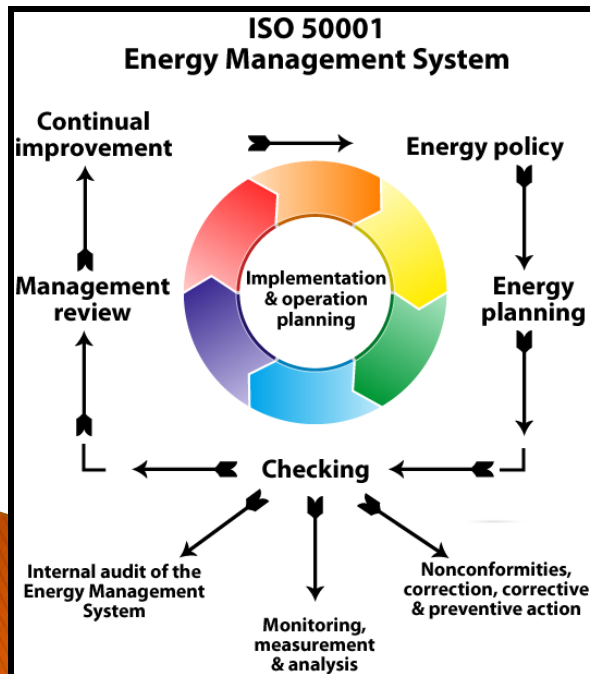 ISO 50001
Energy Management System
Continual
improvement
Energy policy
Management
review
Implementation
& operation
planning
Energy
planning
Checking
Internal audit of the
Energy Management
System
Monitoring,
measurement
& analysis
Nonconformities,
correction, corrective
& preventive action